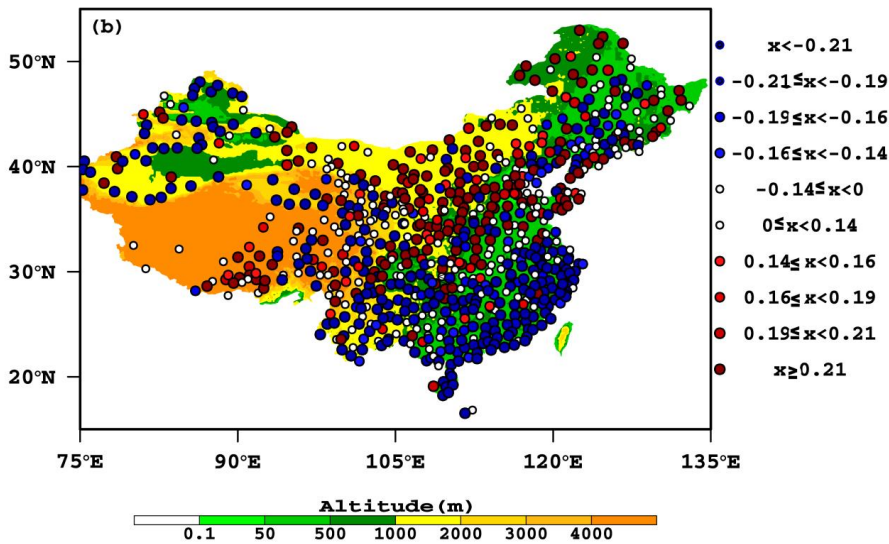 (b)
50°N
40°N
30°N
20°N
75°E 90°E 105°E 120°E 135°E
x<-0.21
-0.21≤x<-0.19
-0.19≤x<-0.16
-0.16≤x<-0.14
-0.14≤x<0
0≤x<0.14
0.14≤x<0.16
0.16≤x<0.19
0.19≤x<0.21
x≥0.21
Altitude(m)
0.1 50 500 1000 2000 3000 4000